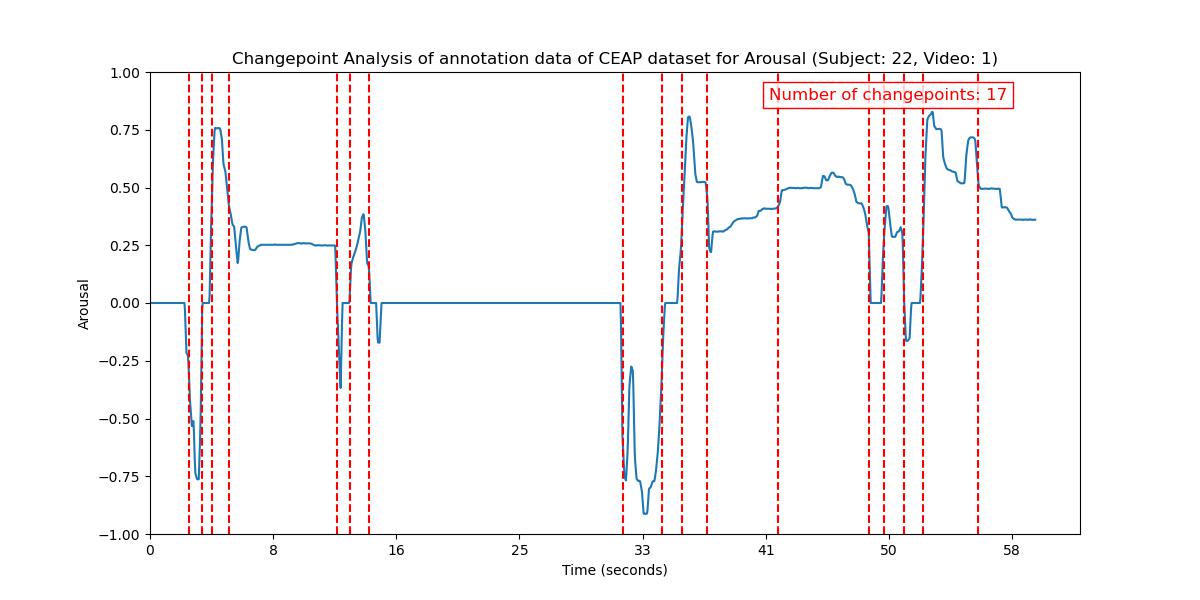 Changepoint Analysis of annotation data of CEAP dataset for Arousal (Subject: 22, Video: 1)
Number of changepoints: 17
1.00
0.75
0.50
0.25
0.00
−0.25
−0.50
−0.75
−1.00
Arousal
0 8 16 25 33 41 50 58
Time (seconds)